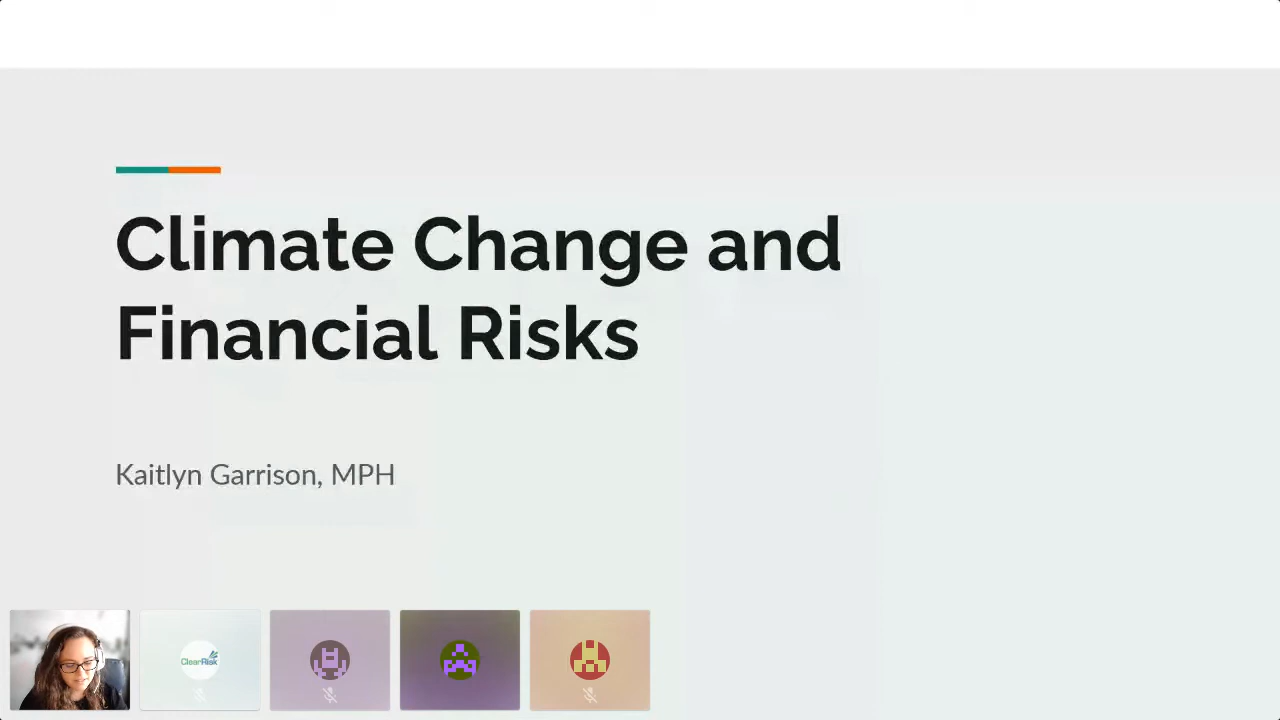 Climate Change and
Financial Risks
Kaitlyn Garrison, MPH
ClearRisk